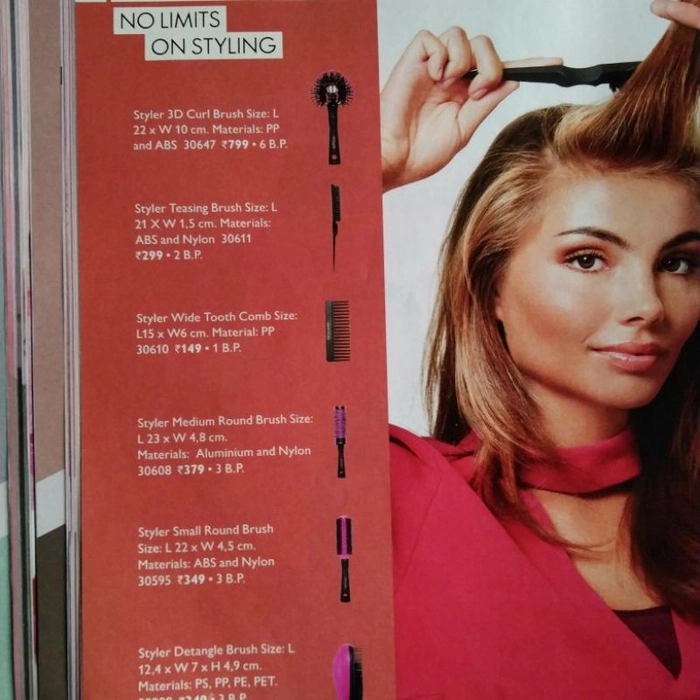 NO LIMITS
ON STYLING
Styler 3D Curl Brush Size: L
22 x W 10 cm. Materials: PP
and ABS 30647 ₹799 • 6 B.P.
Styler Teasing Brush Size: L
21 X W 1,5 cm. Materials:
ABS and Nylon 30611
₹299 • 2 B.P.
Styler Wide Tooth Comb Size:
L15 x W6 cm. Material: PP
30610 ₹149 • 1 B.P.
Styler Medium Round Brush Size:
L 23 x W 4,8 cm.
Materials: Aluminium and Nylon
30608 ₹379 • 3 B.P.
Styler Small Round Brush
Size: L 22 x W 4,5 cm.
Materials: ABS and Nylon
30595 ₹349 • 3 B.P.
Styler Detangle Brush Size: L
12,4 x W 7 x H 4,9 cm.
Materials: PS, PP, PE, PET.
3 B.P.